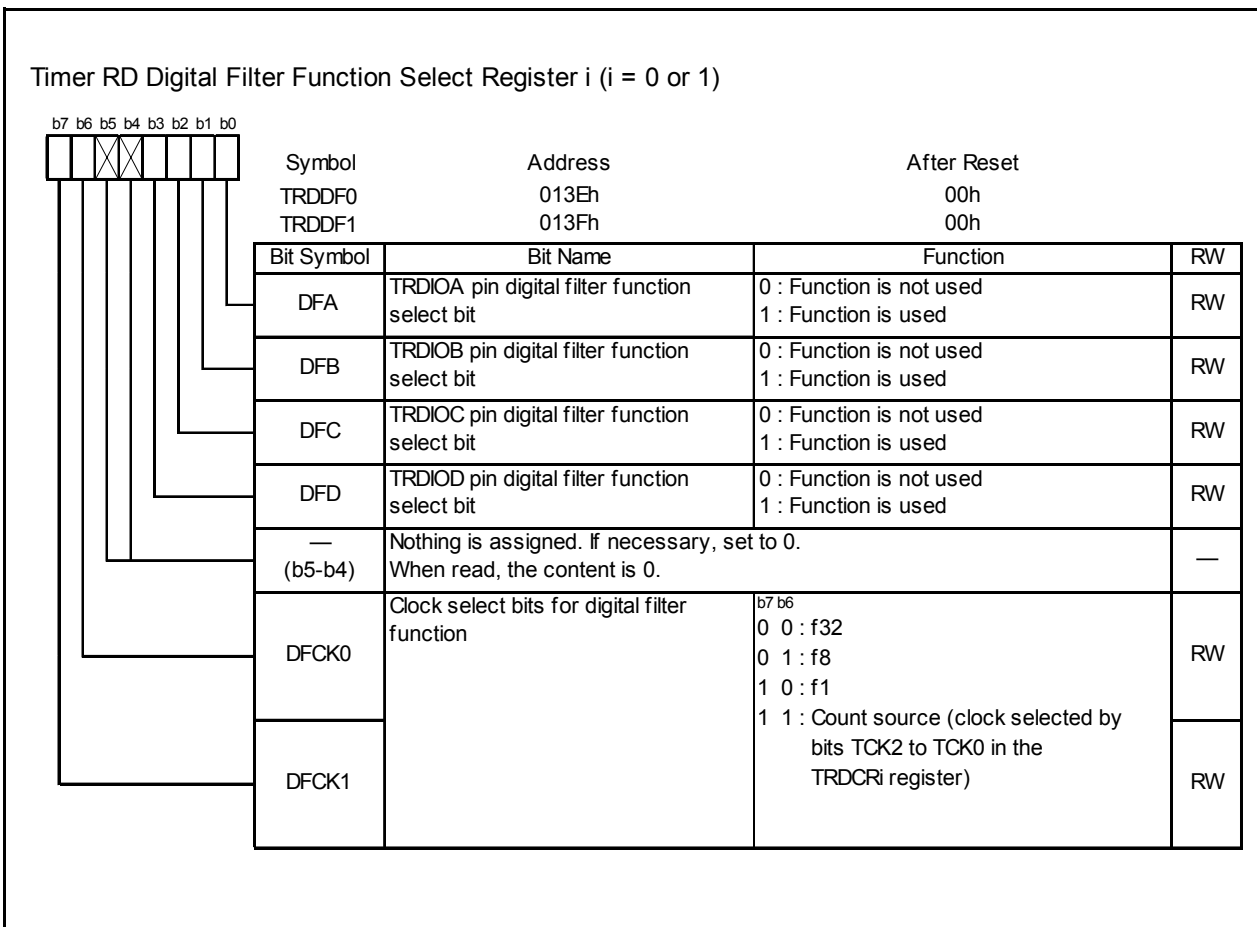 Timer RD Digital Filter Function Select Register i (i = 0 or 1)
b7 b6 b5 b4 b3 b2 b1 b0
Symbol Address After Reset
TRDDF0 013Eh 00h
TRDDF1 013Fh 00h
Bit Symbol Bit Name Function RW
DFA TRDIOA pin digital filter function select bit 0 : Function is not used RW
1 : Function is used
DFB TRDIOB pin digital filter function select bit 0 : Function is not used RW
1 : Function is used
DFC TRDIOC pin digital filter function select bit 0 : Function is not used RW
1 : Function is used
DFD TRDIOD pin digital filter function select bit 0 : Function is not used RW
1 : Function is used
— (b5-b4) Nothing is assigned. If necessary, set to 0. —
When read, the content is 0.
DFCK0 Clock select bits for digital filter function b7 b6 RW
0 0 : f32
0 1 : f8
1 0 : f1
1 1 : Count source (clock selected by
bits TCK2 to TCK0 in the
TRDCRi register)
DFCK1 RW